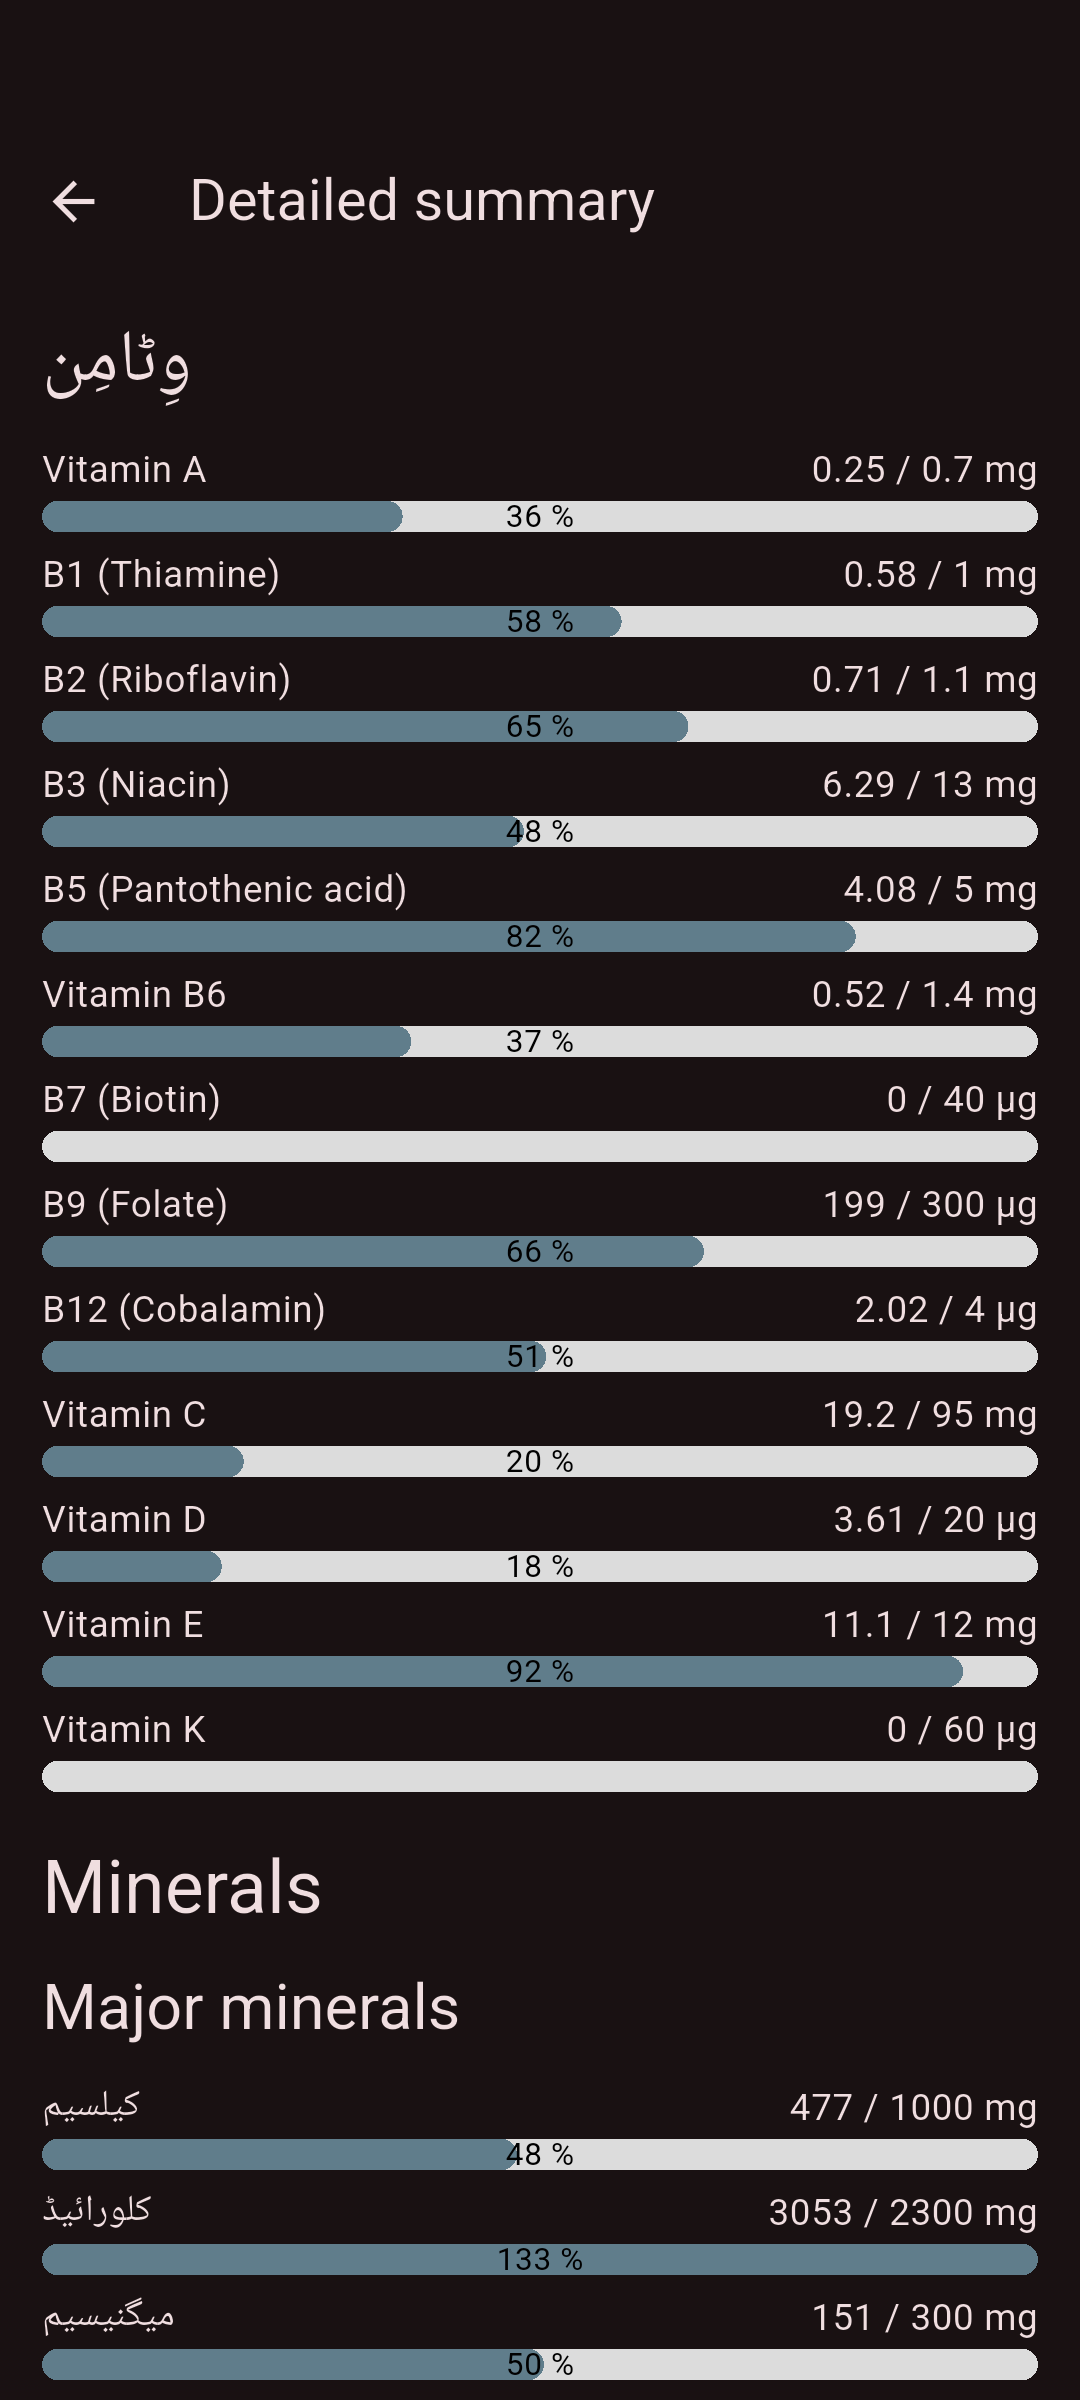 Detailed summary
وِٹامِن
Vitamin A 0.25 / 0.7 mg
36 %
B1 (Thiamine) 0.58 / 1 mg
58 %
B2 (Riboflavin) 0.71 / 1.1 mg
65 %
B3 (Niacin) 6.29 / 13 mg
48 %
B5 (Pantothenic acid) 4.08 / 5 mg
82 %
Vitamin B6 0.52 / 1.4 mg
37 %
B7 (Biotin) 0 / 40 µg
B9 (Folate) 199 / 300 µg
66 %
B12 (Cobalamin) 2.02 / 4 µg
51 %
Vitamin C 19.2 / 95 mg
20 %
Vitamin D 3.61 / 20 µg
18 %
Vitamin E 11.1 / 12 mg
92 %
Vitamin K 0 / 60 µg
Minerals
Major minerals
کیلسیم 477 / 1000 mg
48 %
کلورائیڈ 3053 / 2300 mg
133 %
میگنیسیم 151 / 300 mg
50 %